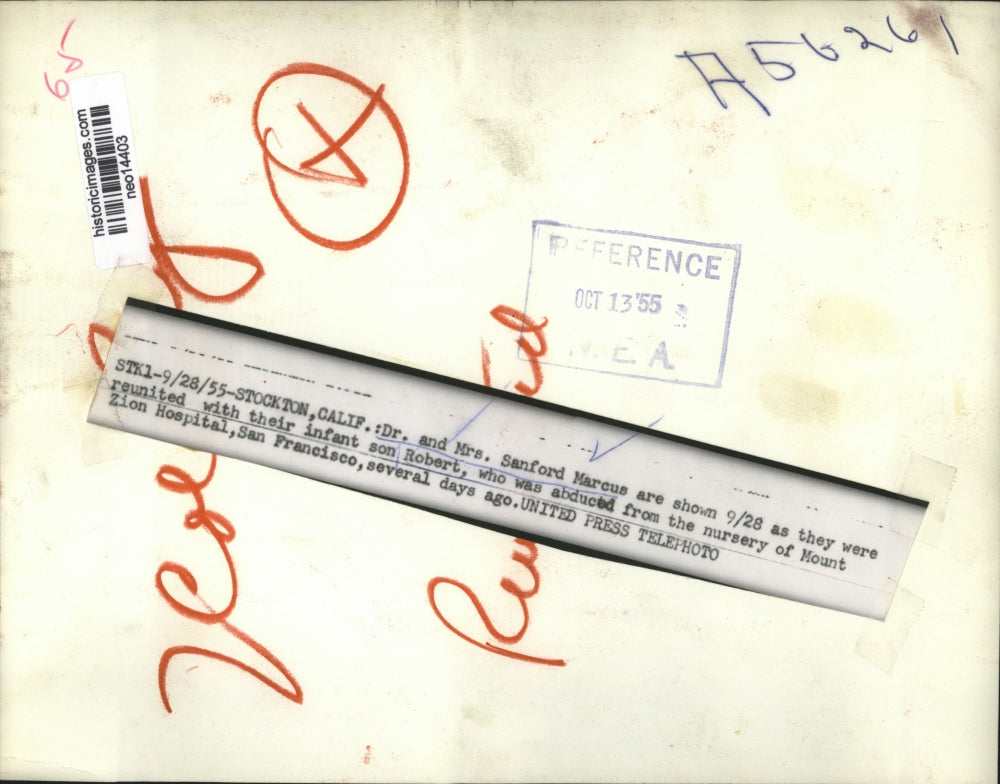 65
A56261
historicimages.com
neo14403
X
REFERENCE
OCT 13 '55
N. E. A.
STK1-9/28/55-STOCKTON,CALIF.:Dr. and Mrs. Sanford Marcus are shown 9/28 as they were
reunited with their infant son Robert, who was abducted from the nursery of Mount
Zion Hospital,San Francisco,several days ago.UNITED PRESS TELEPHOTO